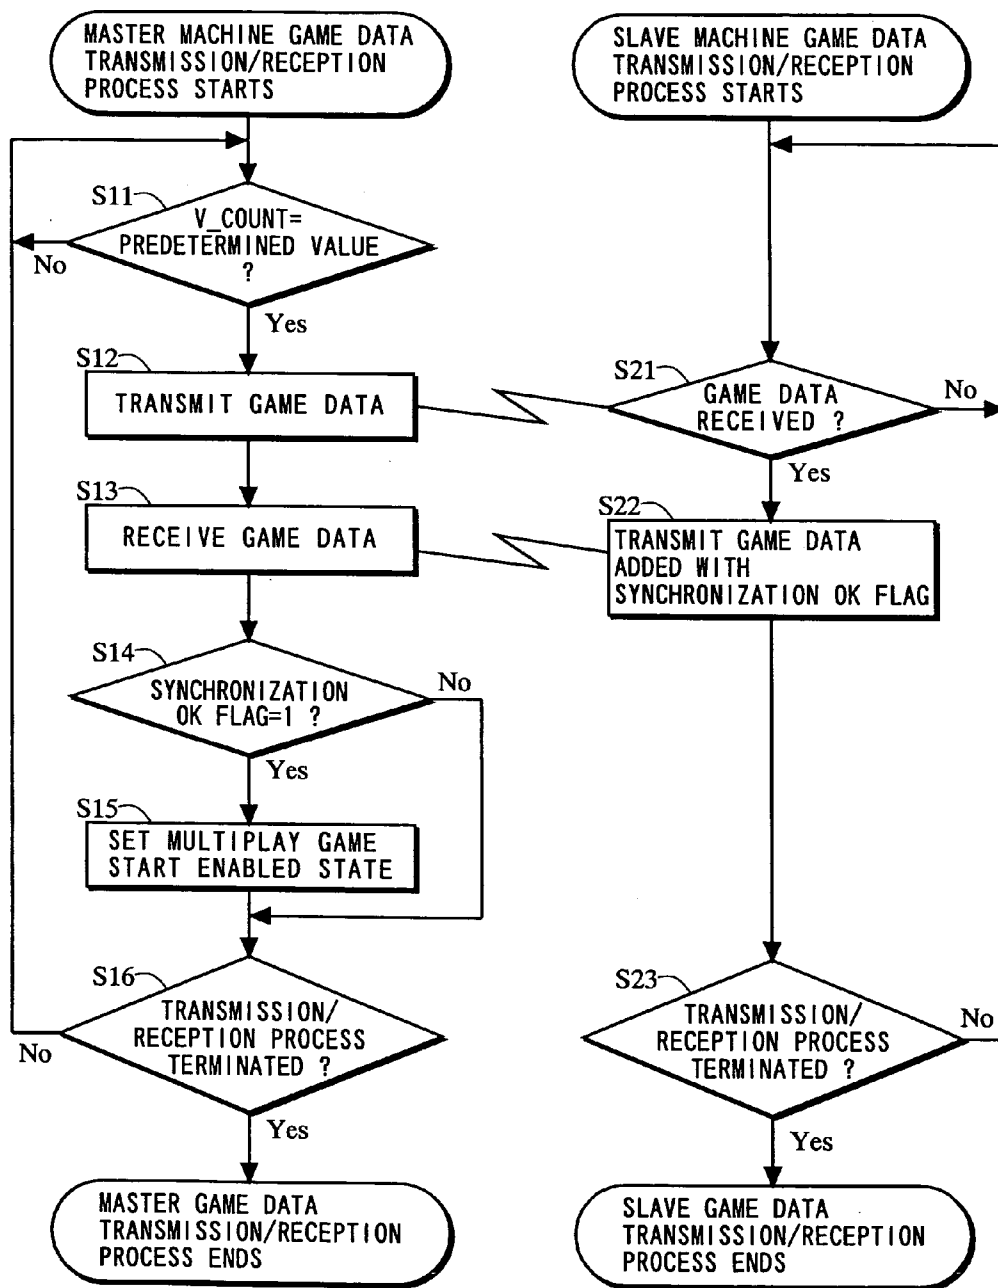 MASTER MACHINE GAME DATA
TRANSMISSION/RECEPTION
PROCESS STARTS
S11
V_COUNT=
PREDETERMINED VALUE
?
No
Yes
S12
TRANSMIT GAME DATA
S13
RECEIVE GAME DATA
S14
SYNCHRONIZATION
OK FLAG=1 ?
No
Yes
S15
SET MULTIPLAY GAME
START ENABLED STATE
S16
TRANSMISSION/
RECEPTION PROCESS
TERMINATED ?
No
Yes
MASTER GAME DATA
TRANSMISSION/RECEPTION
PROCESS ENDS
SLAVE MACHINE GAME DATA
TRANSMISSION/RECEPTION
PROCESS STARTS
S21
GAME DATA
RECEIVED ?
No
Yes
S22
TRANSMIT GAME DATA
ADDED WITH
SYNCHRONIZATION OK FLAG
S23
TRANSMISSION/
RECEPTION PROCESS
TERMINATED ?
No
Yes
SLAVE GAME DATA
TRANSMISSION/RECEPTION
PROCESS ENDS